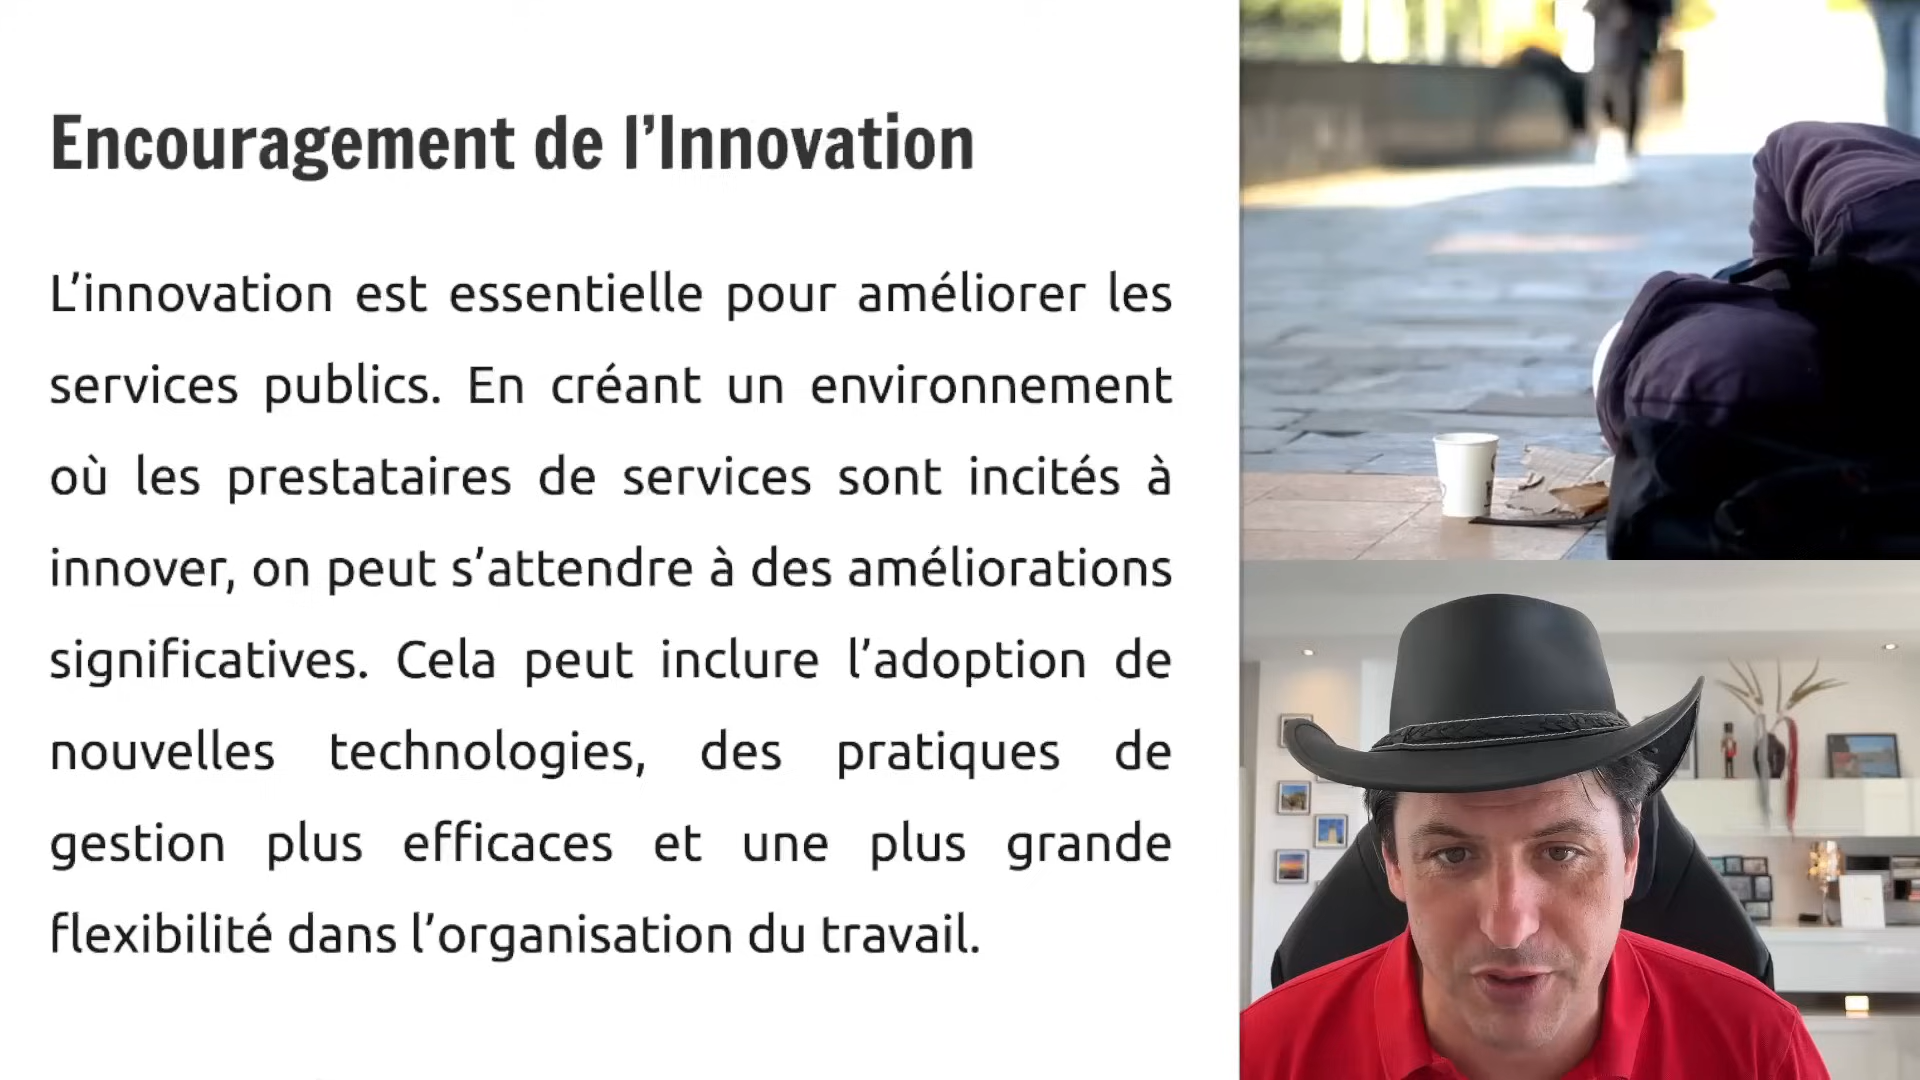 Encouragement de l’Innovation
L’innovation est essentielle pour améliorer les
services publics. En créant un environnement
où les prestataires de services sont incités à
innover, on peut s’attendre à des améliorations
significatives. Cela peut inclure l’adoption de
nouvelles technologies, des pratiques de
gestion plus efficaces et une plus grande
flexibilité dans l’organisation du travail.